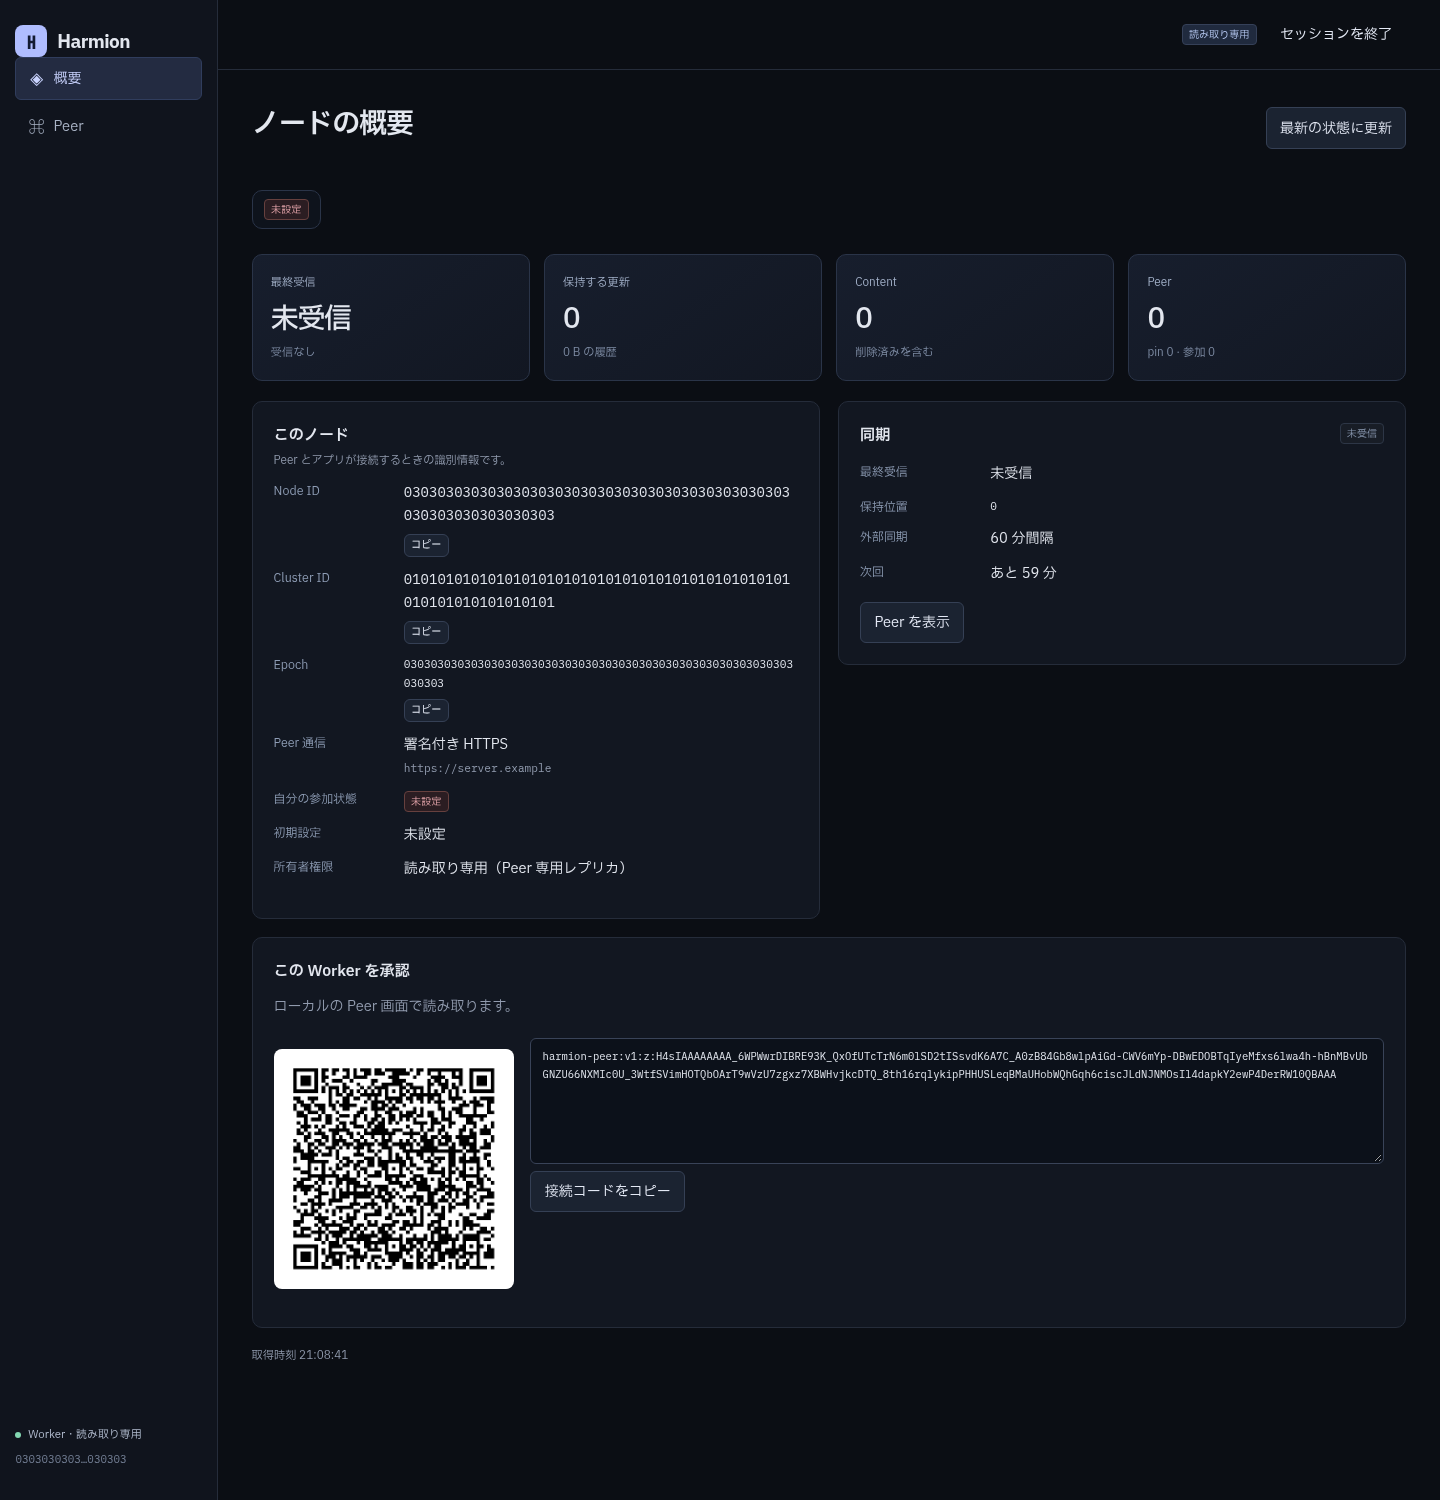 H Harmion
概要
Peer
読み取り専用
セッションを終了
ノードの概要
最新の状態に更新
未設定
最終受信
未受信
受信なし
保持する更新
0
0 B の履歴
Content
0
削除済みを含む
Peer
0
pin 0 · 参加 0
このノード
Peer とアプリが接続するときの識別情報です。
Node ID
0303030303030303030303030303030303030303030303
030303030303030303
コピー
Cluster ID
0101010101010101010101010101010101010101010101
010101010101010101
コピー
Epoch
0303030303030303030303030303030303030303030303030303030303
030303
コピー
Peer 通信
署名付き HTTPS
https://server.example
自分の参加状態
未設定
初期設定
未設定
所有者権限
読み取り専用（Peer 専用レプリカ）
同期
未受信
最終受信
未受信
保持位置
0
外部同期
60 分間隔
次回
あと 59 分
Peer を表示
この Worker を承認
ローカルの Peer 画面で読み取ります。
接続コードをコピー
取得時刻 21:08:41
Worker · 読み取り専用
0303030303…030303